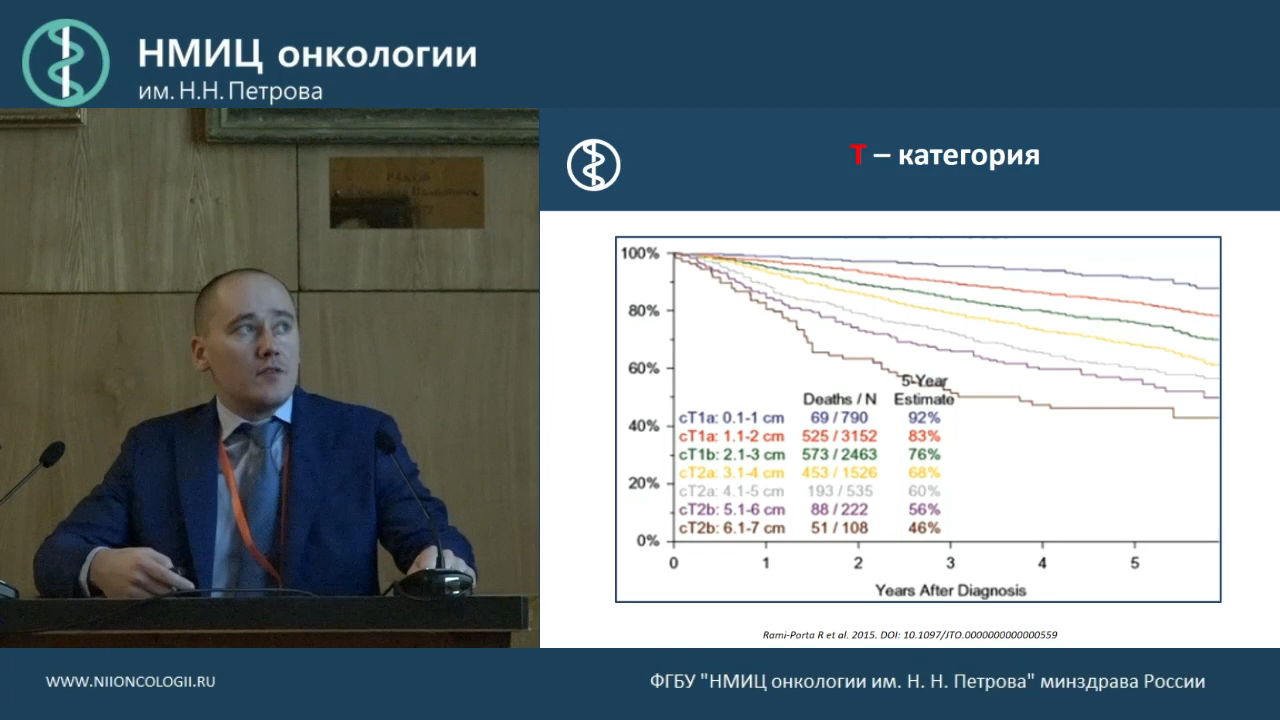 НМИЦ онкологии
им. Н.Н. Петрова
Т – категория
100%
80%
60%
40%
20%
0%
5-Year
Deaths / N Estimate
cT1a: 0.1-1 cm 69 / 790 92%
cT1a: 1.1-2 cm 525 / 3152 83%
cT1b: 2.1-3 cm 573 / 2463 76%
cT2a: 3.1-4 cm 453 / 1526 68%
cT2a: 4.1-5 cm 193 / 535 60%
cT2b: 5.1-6 cm 88 / 222 56%
cT2b: 6.1-7 cm 51 / 108 46%
0 1 2 3 4 5
Years After Diagnosis
Rami-Porta R et al. 2015. DOI: 10.1097/JTO.0000000000000559
WWW.NIIONCOLOGII.RU
ФГБУ "НМИЦ онкологии им. Н. Н. Петрова" минздрава России